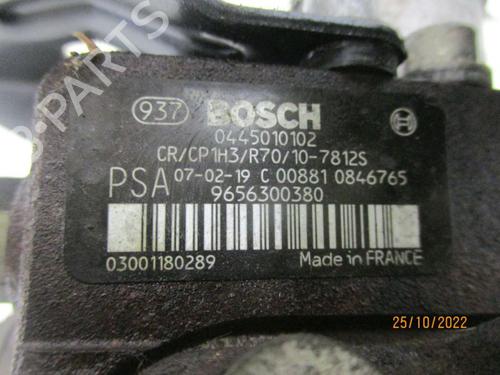 937 BOSCH
0445010102
CR/CP1H3/R70/10-7812S
PSA 07-02-19 C 00881 0846765
9656300380
03001180289 Made in FRANCE
25/10/2022